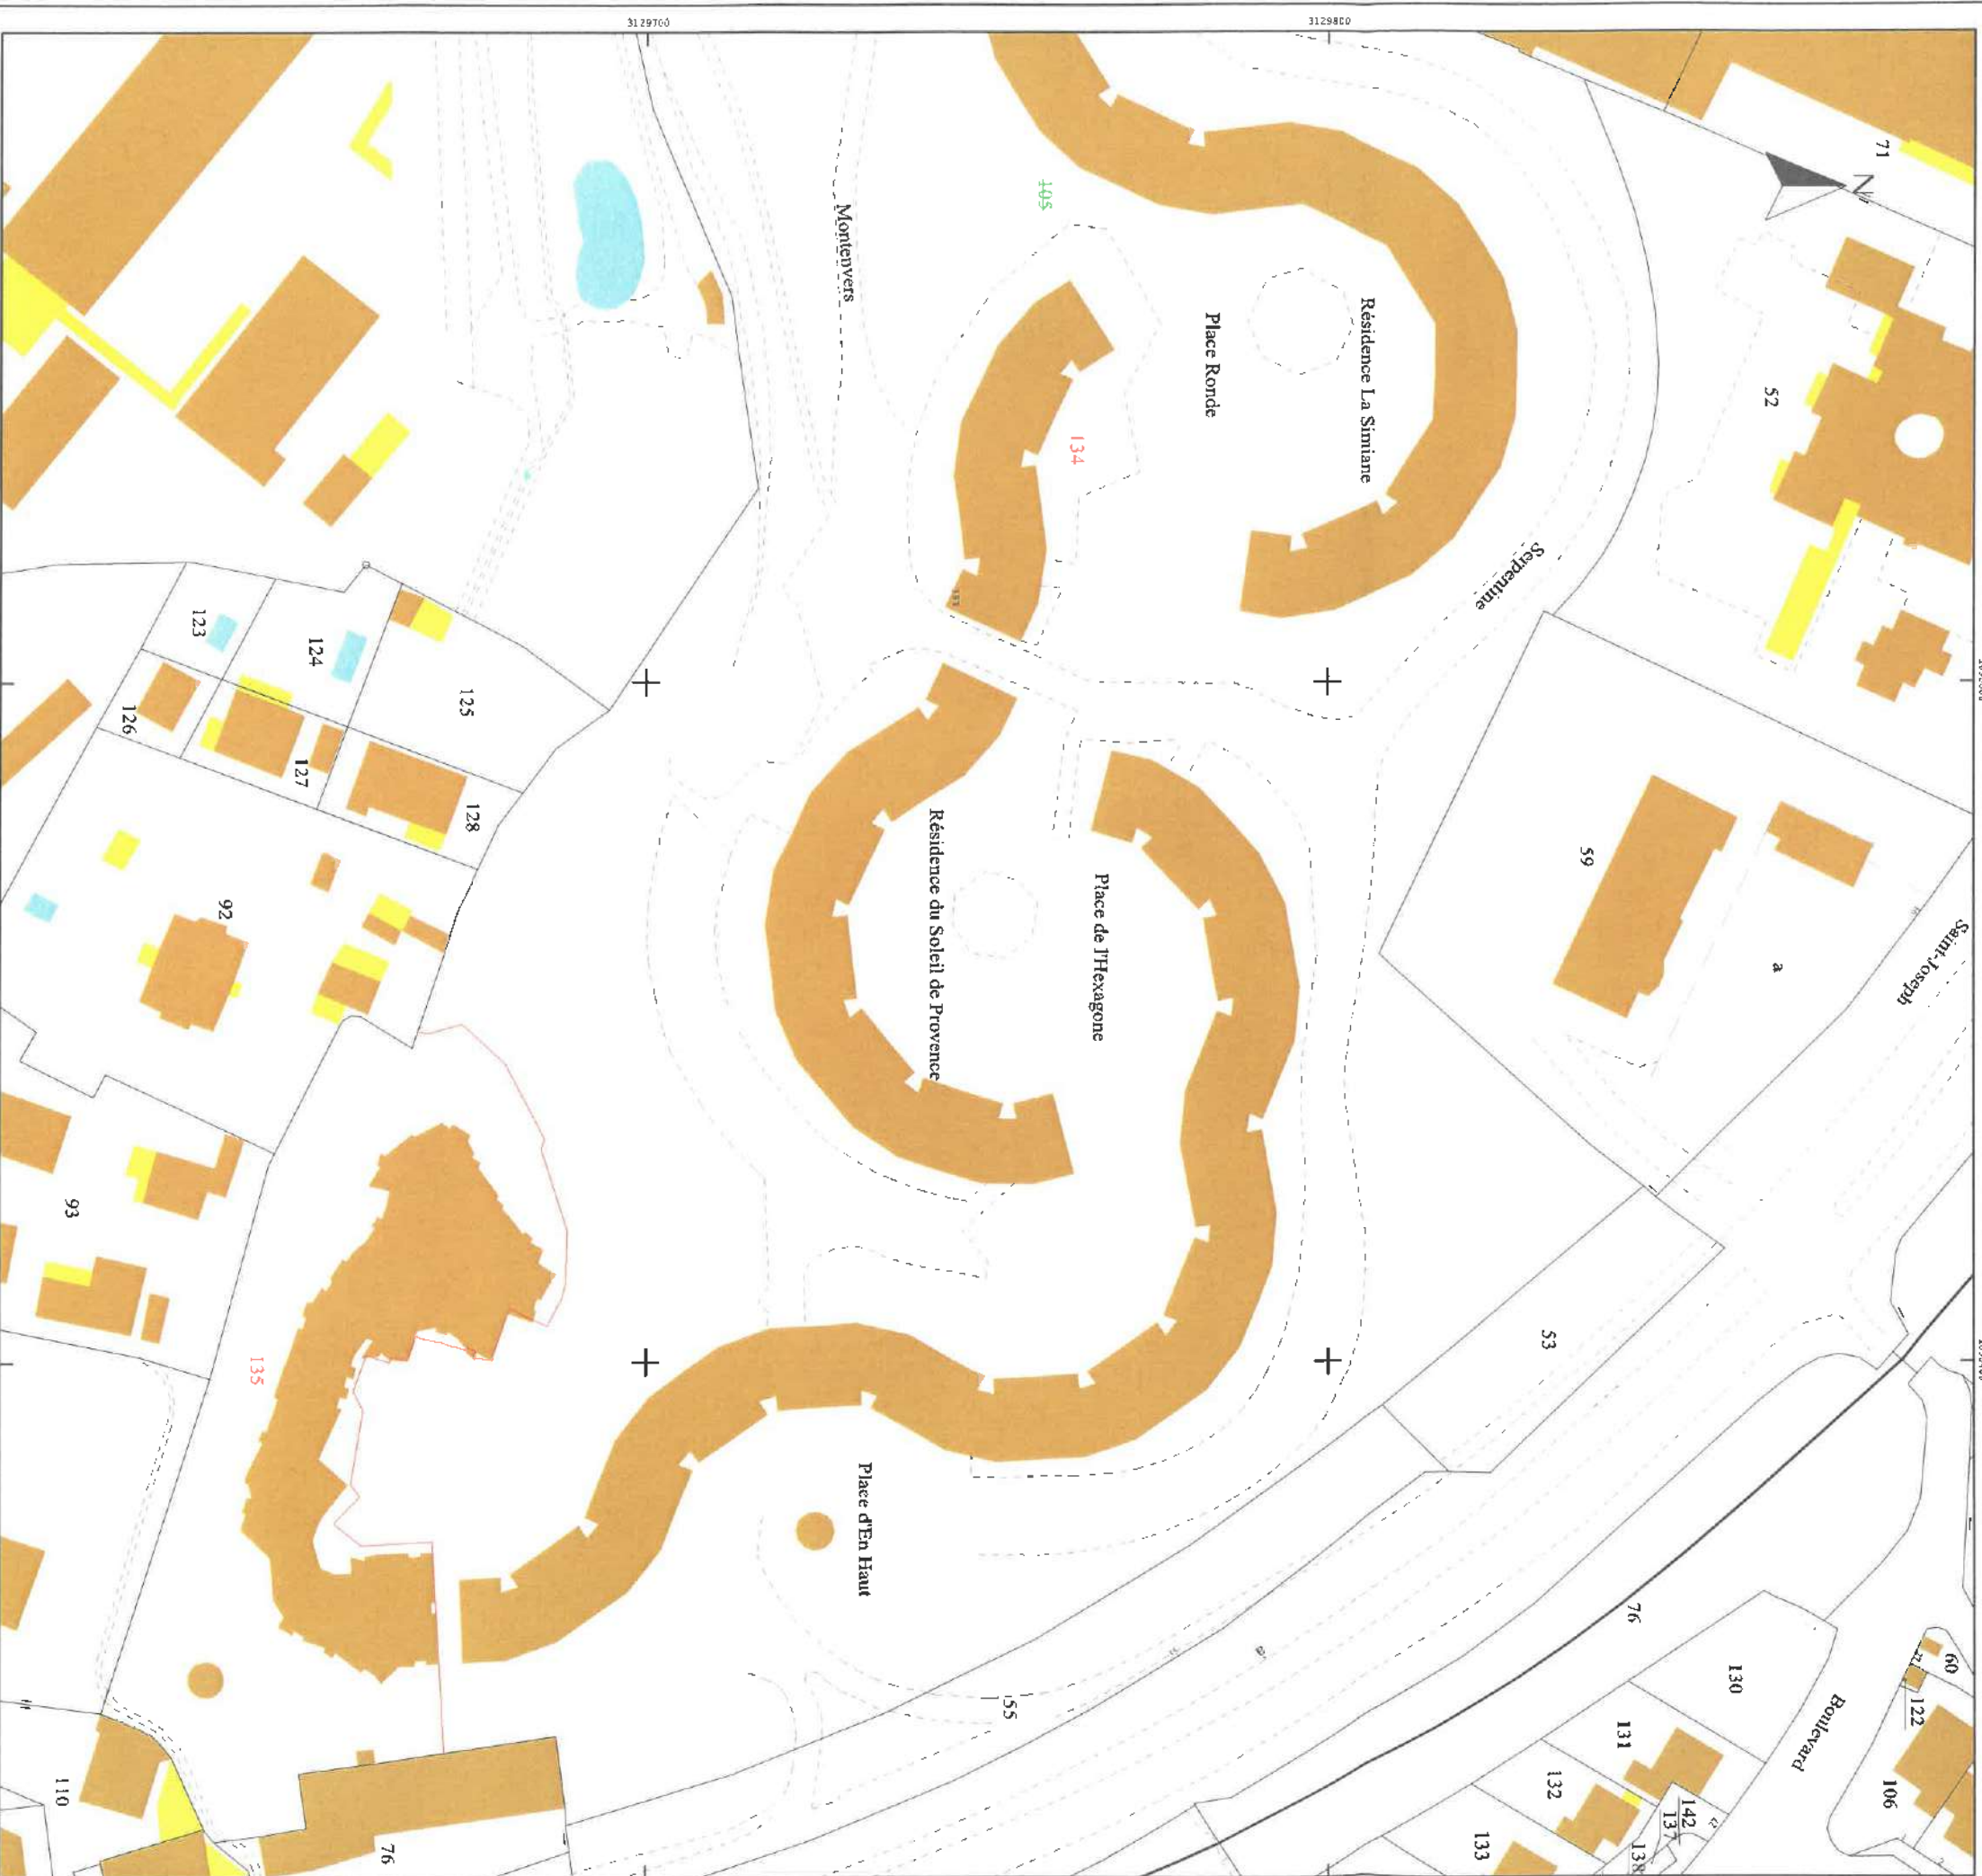 3129700
3129800
71
N
105
Montenvers
Place Ronde
Résidence La Simiane
52
134
Serpentine
123
124
125
126
127
128
59
a
Saint-Joseph
92
Résidence du Soleil de Provence
Place de l'Hexagone
93
135
53
Place d'En Haut
76
130
60
122
55
131
Boulevard
132
106
142
137
138
133
110
76